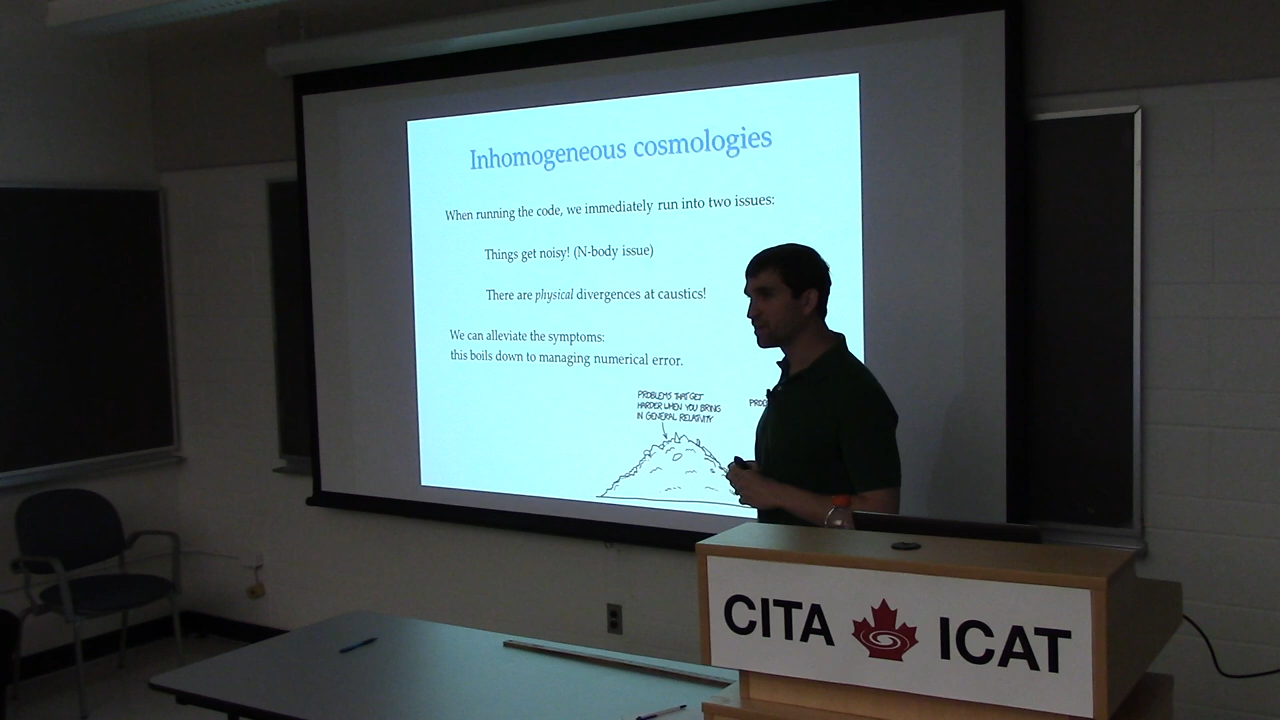 Inhomogeneous cosmologies
When running the code, we immediately run into two issues:
Things get noisy! (N-body issue)
There are physical divergences at caustics!
We can alleviate the symptoms:
this boils down to managing numerical error.
PROBLEMS THAT GET
HARDER WHEN YOU BRING
IN GENERAL RELATIVITY
CITA ICAT